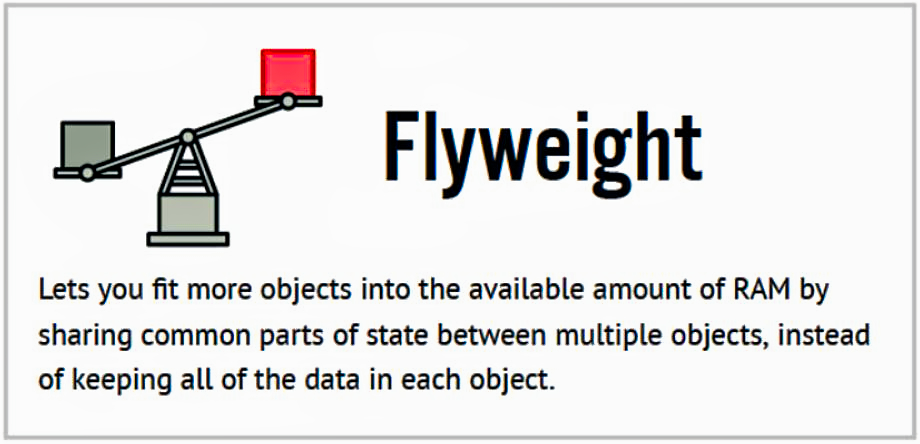 Flyweight
Lets you fit more objects into the available amount of RAM by
sharing common parts of state between multiple objects, instead
of keeping all of the data in each object.